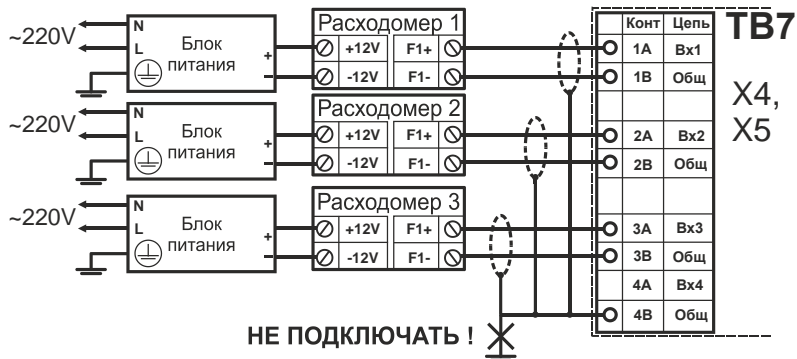 Расходомер 1
Конт Цепь
ТВ7
~220V
N
L
Блок питания
+
−
+12V F1+
-12V F1-
1A Вх1
1B Общ
X4,
X5
Расходомер 2
~220V
N
L
Блок питания
+
−
+12V F1+
-12V F1-
2A Вх2
2B Общ
Расходомер 3
~220V
N
L
Блок питания
+
−
+12V F1+
-12V F1-
3A Вх3
3B Общ
4A Вх4
4B Общ
НЕ ПОДКЛЮЧАТЬ !